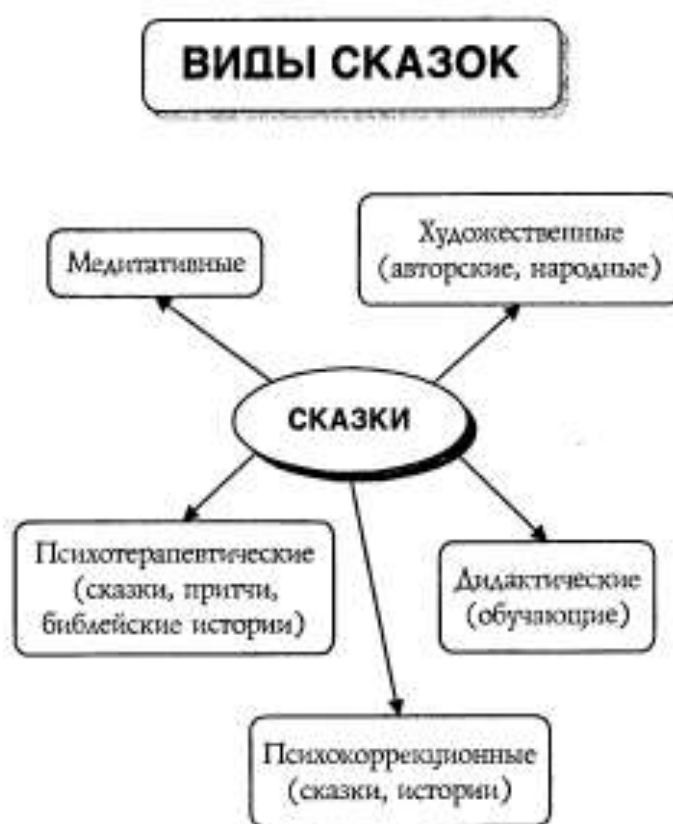 ВИДЫ СКАЗОК
Медитативные
Художественные
(авторские, народные)
СКАЗКИ
Психотерапевтические
(сказки, притчи,
библейские истории)
Дидактические
(обучающие)
Психокоррекционные
(сказки, истории)